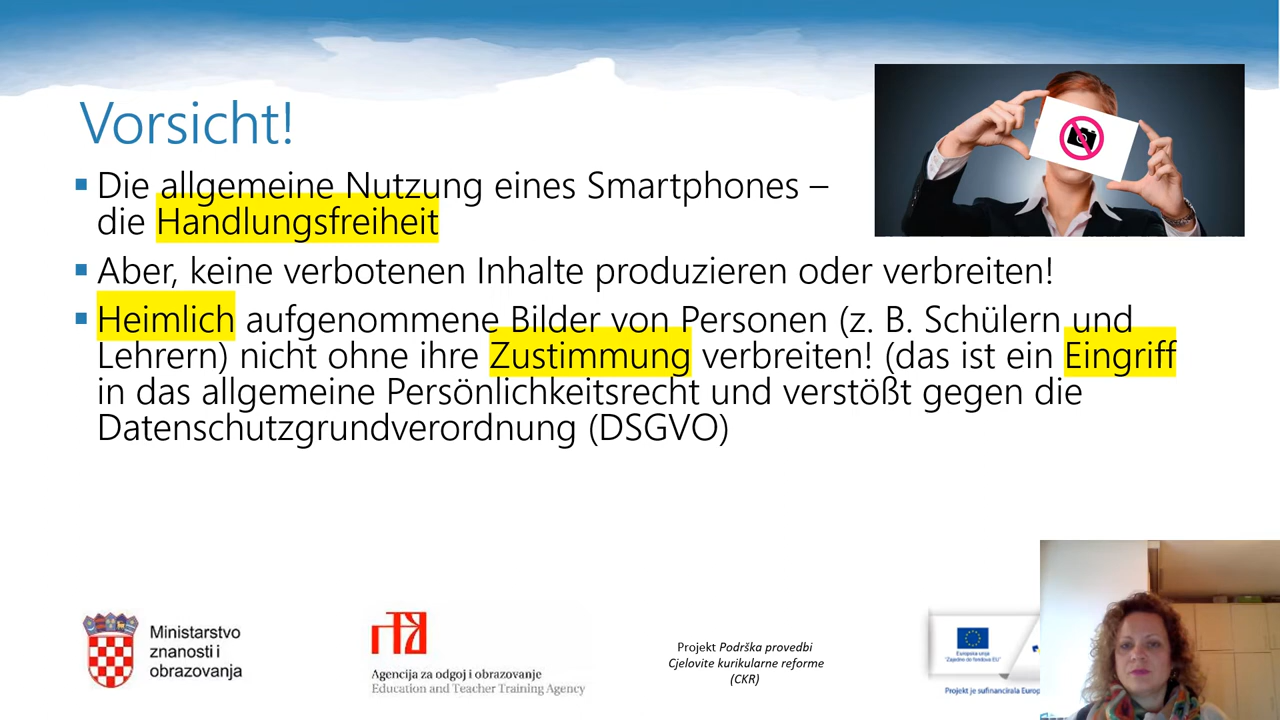 Vorsicht!
Die allgemeine Nutzung eines Smartphones –
die Handlungsfreiheit
Aber, keine verbotenen Inhalte produzieren oder verbreiten!
Heimlich aufgenommene Bilder von Personen (z. B. Schülern und
Lehrern) nicht ohne ihre Zustimmung verbreiten! (das ist ein Eingriff
in das allgemeine Persönlichkeitsrecht und verstößt gegen die
Datenschutzgrundverordnung (DSGVO)
Ministarstvo
znanosti i
obrazovanja
Agencija za odgoj i obrazovanje
Education and Teacher Training Agency
Projekt Podrška provedbi
Cjelovite kurikularne reforme
(CKR)
Europska unija
"Zajedno do fondova EU"
Projekt je sufinancirala Europ